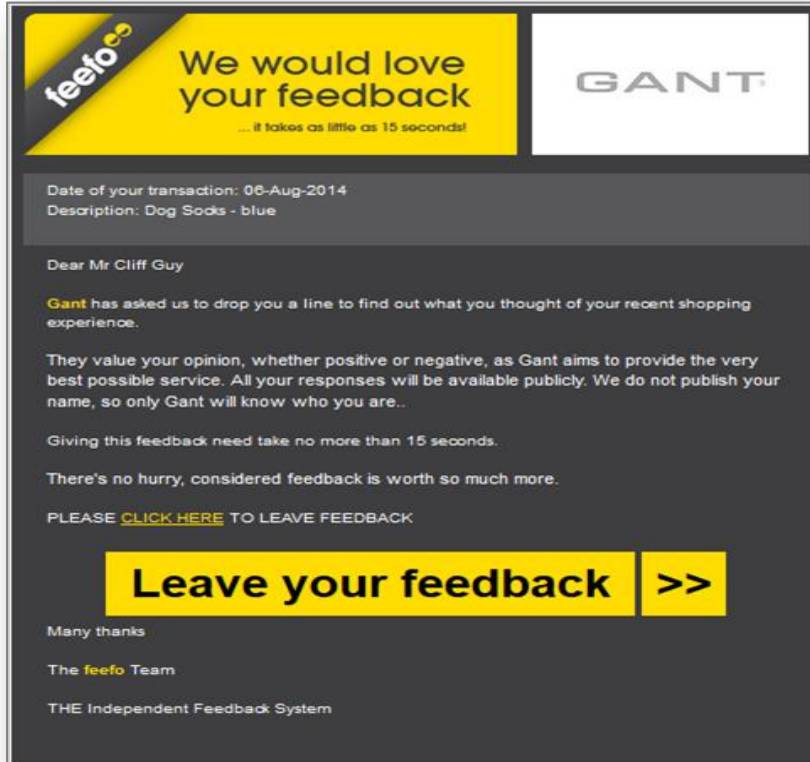 feefo
We would love
your feedback
... it takes as little as 15 seconds!
GANT
Date of your transaction: 06-Aug-2014
Description: Dog Socks - blue
Dear Mr Cliff Guy
Gant has asked us to drop you a line to find out what you thought of your recent shopping
experience.
They value your opinion, whether positive or negative, as Gant aims to provide the very
best possible service. All your responses will be available publicly. We do not publish your
name, so only Gant will know who you are..
Giving this feedback need take no more than 15 seconds.
There's no hurry, considered feedback is worth so much more.
PLEASE CLICK HERE TO LEAVE FEEDBACK
Leave your feedback >>
Many thanks
The feefo Team
THE Independent Feedback System